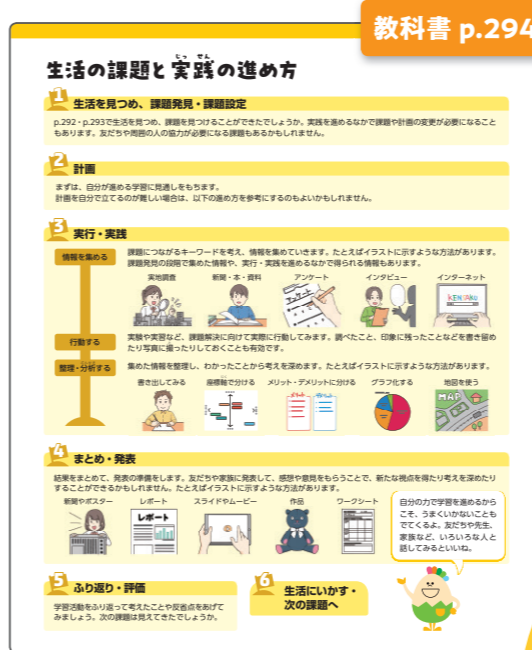 教科書 p.294
じっ せん
生活の課題と実践の進め方
1 生活を見つめ、課題発見・課題設定
p.292・p.293で生活を見つめ、課題を見つけることができたでしょうか。実践を進めるなかで課題や計画の変更が必要になること
もあります。友だちや周囲の人の協力が必要になる課題もあるかもしれません。
2 計画
まずは、自分が進める学習に見通しをもちます。
計画を自分で立てるのが難しい場合は、以下の進め方を参考にするのもよいかもしれません。
3 実行・実践
情報を集める
課題につながるキーワードを考え、情報を集めていきます。たとえばイラストに示すような方法があります。
課題発見の段階で集めた情報や、実行・実践を進めるなかで得られる情報もあります。
実地調査 新聞・本・資料 アンケート インタビュー インターネット
アンケート
KENTAKU
行動する
実験や実習など、課題解決に向けて実際に行動してみます。調べたこと、印象に残ったことなどを書き留め
たり写真に撮ったりしておくことも有効です。
整理・分析する
集めた情報を整理し、わかったことから考えを深めます。たとえばイラストに示すような方法があります。
書き出してみる 座標軸で分ける メリット・デメリットに分ける グラフ化する 地図を使う
MAP
4 まとめ・発表
結果をまとめて、発表の準備をします。友だちや家族に発表して、感想や意見をもらうことで、新たな視点を得たり考えを深めたり
することができるかもしれません。たとえばイラストに示すような方法があります。
新聞やポスター レポート スライドやムービー 作品 ワークシート
レポート
自分の力で学習を進めるから
こそ、うまくいかないことも
でてくるよ。友だちや先生、
家族など、いろいろな人と
話してみるといいね。
5 ふり返り・評価
学習活動をふり返って考えたことや反省点をあげて
みましょう。次の課題は見えてきたでしょうか。
6 生活にいかす・
次の課題へ